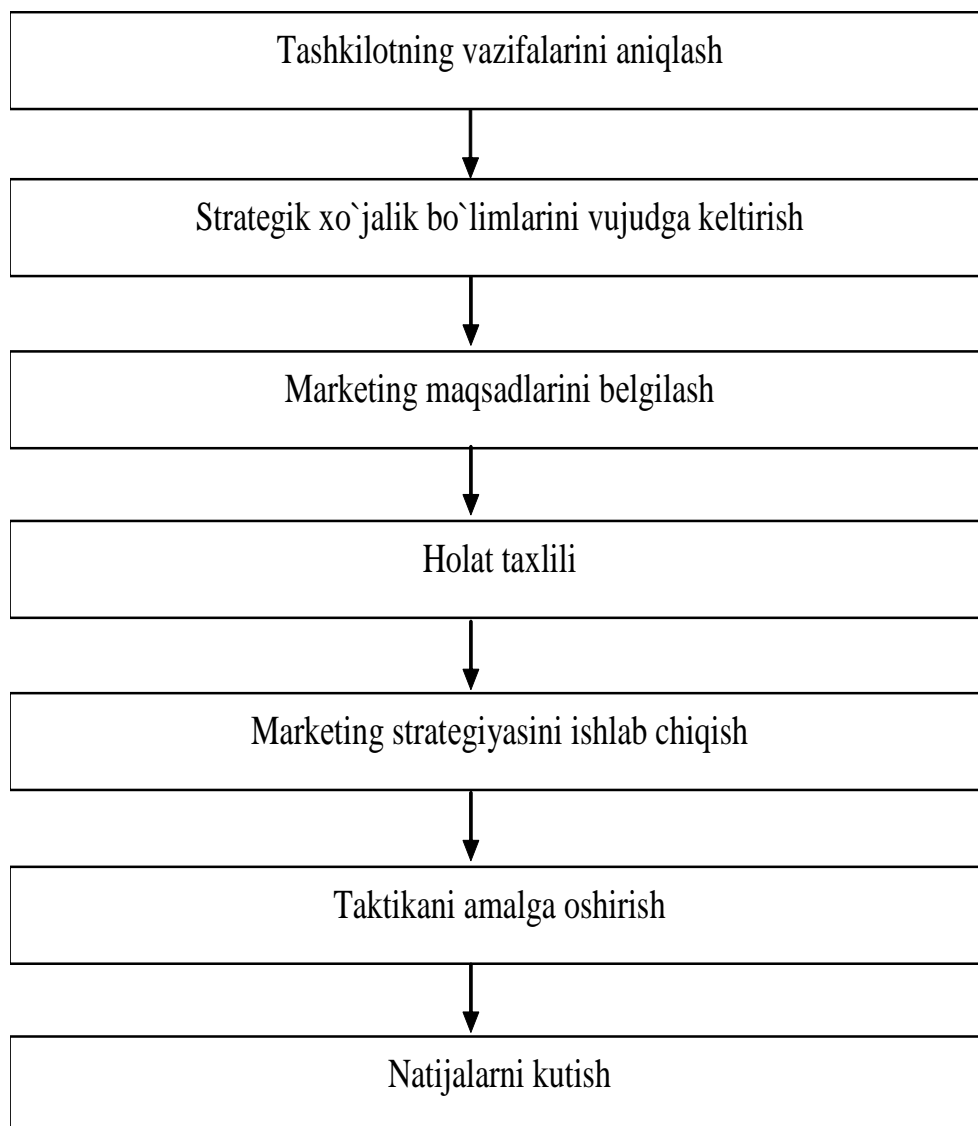 Tashkilotning vazifalarini aniqlash
Strategik xo`jalik bo`limlarini vujudga keltirish
Marketing maqsadlarini belgilash
Holat taxlili
Marketing strategiyasini ishlab chiqish
Taktikani amalga oshirish
Natijalarni kutish